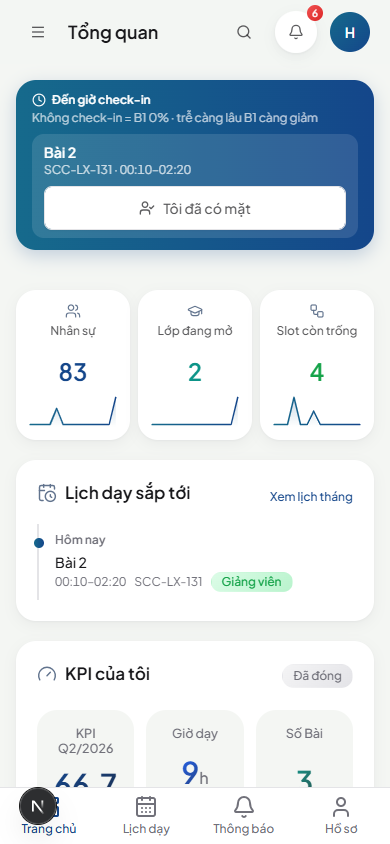 Tổng quan
6
H
Đến giờ check-in
Không check-in = B1 0% · trễ càng lâu B1 càng giảm
Bài 2
SCC-LX-131 · 00:10–02:20
Tôi đã có mặt
Nhân sự
Lớp đang mở
Slot còn trống
83
2
4
Lịch dạy sắp tới
Xem lịch tháng
Hôm nay
Bài 2
00:10–02:20 SCC-LX-131 Giảng viên
KPI của tôi
Đã đóng
KPI
Q2/2026
Giờ dạy
Số Bài
66,7
9h
3
N
Trang chủ
Lịch dạy
Thông báo
Hồ sơ